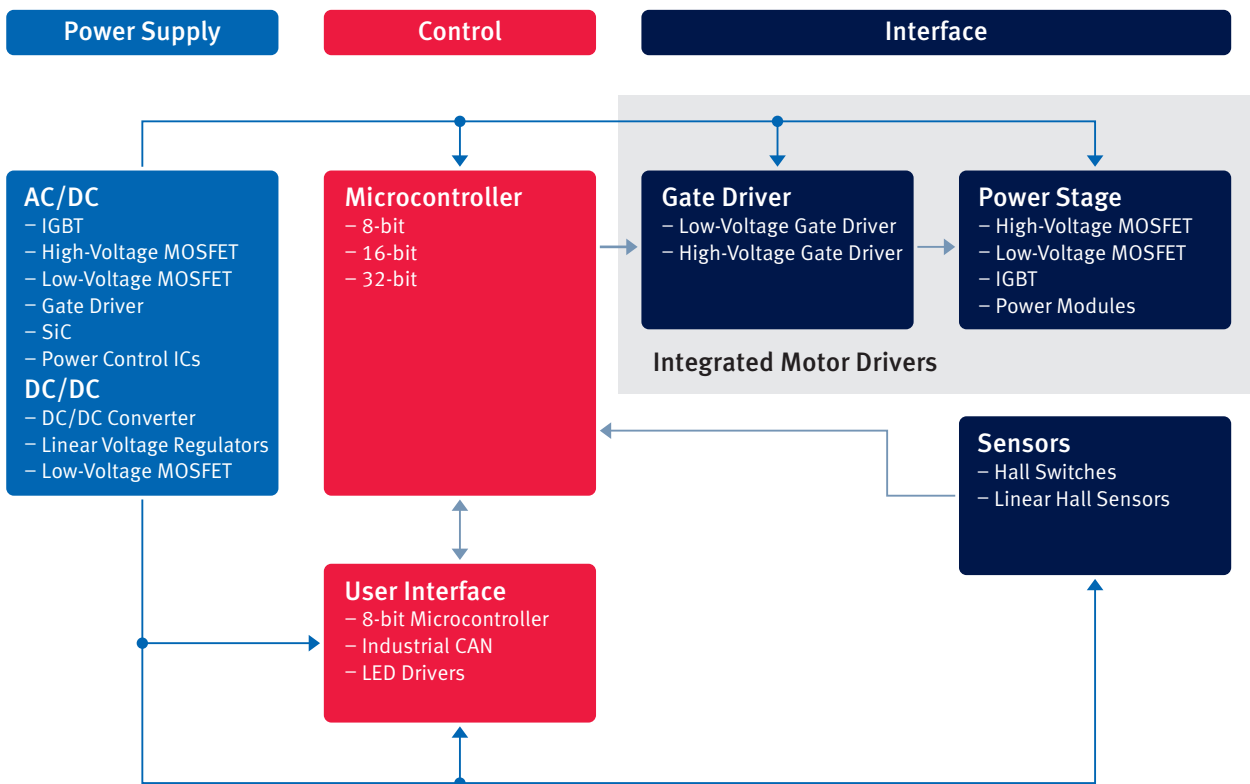 Power Supply
Control
Interface
AC/DC
– IGBT
– High-Voltage MOSFET
– Low-Voltage MOSFET
– Gate Driver
– SiC
– Power Control ICs
DC/DC
– DC/DC Converter
– Linear Voltage Regulators
– Low-Voltage MOSFET
Microcontroller
– 8-bit
– 16-bit
– 32-bit
Gate Driver
– Low-Voltage Gate Driver
– High-Voltage Gate Driver
Power Stage
– High-Voltage MOSFET
– Low-Voltage MOSFET
– IGBT
– Power Modules
Integrated Motor Drivers
Sensors
– Hall Switches
– Linear Hall Sensors
User Interface
– 8-bit Microcontroller
– Industrial CAN
– LED Drivers